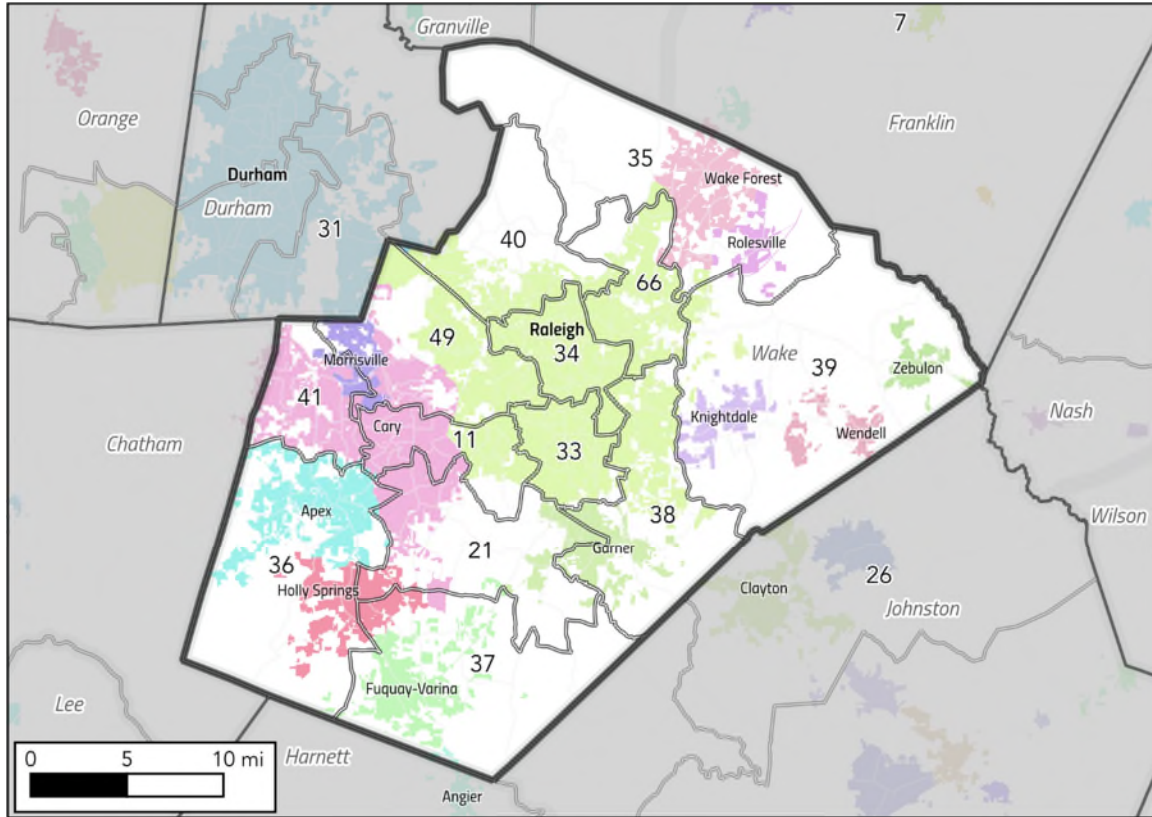 7
Granville
Orange
Franklin
35
Wake Forest
Durham
Durham
31
40
Rolesville
66
Raleigh
49
34
Wake
39
Zebulon
Morrisville
41
Knightdale
Nash
Cary
11
Wendell
Chatham
33
Apex
38
Wilson
21
Garner
36
26
Holly Springs
Clayton
Johnston
37
Fuquay-Varina
Lee
0 5 10 mi
Harnett
Angier